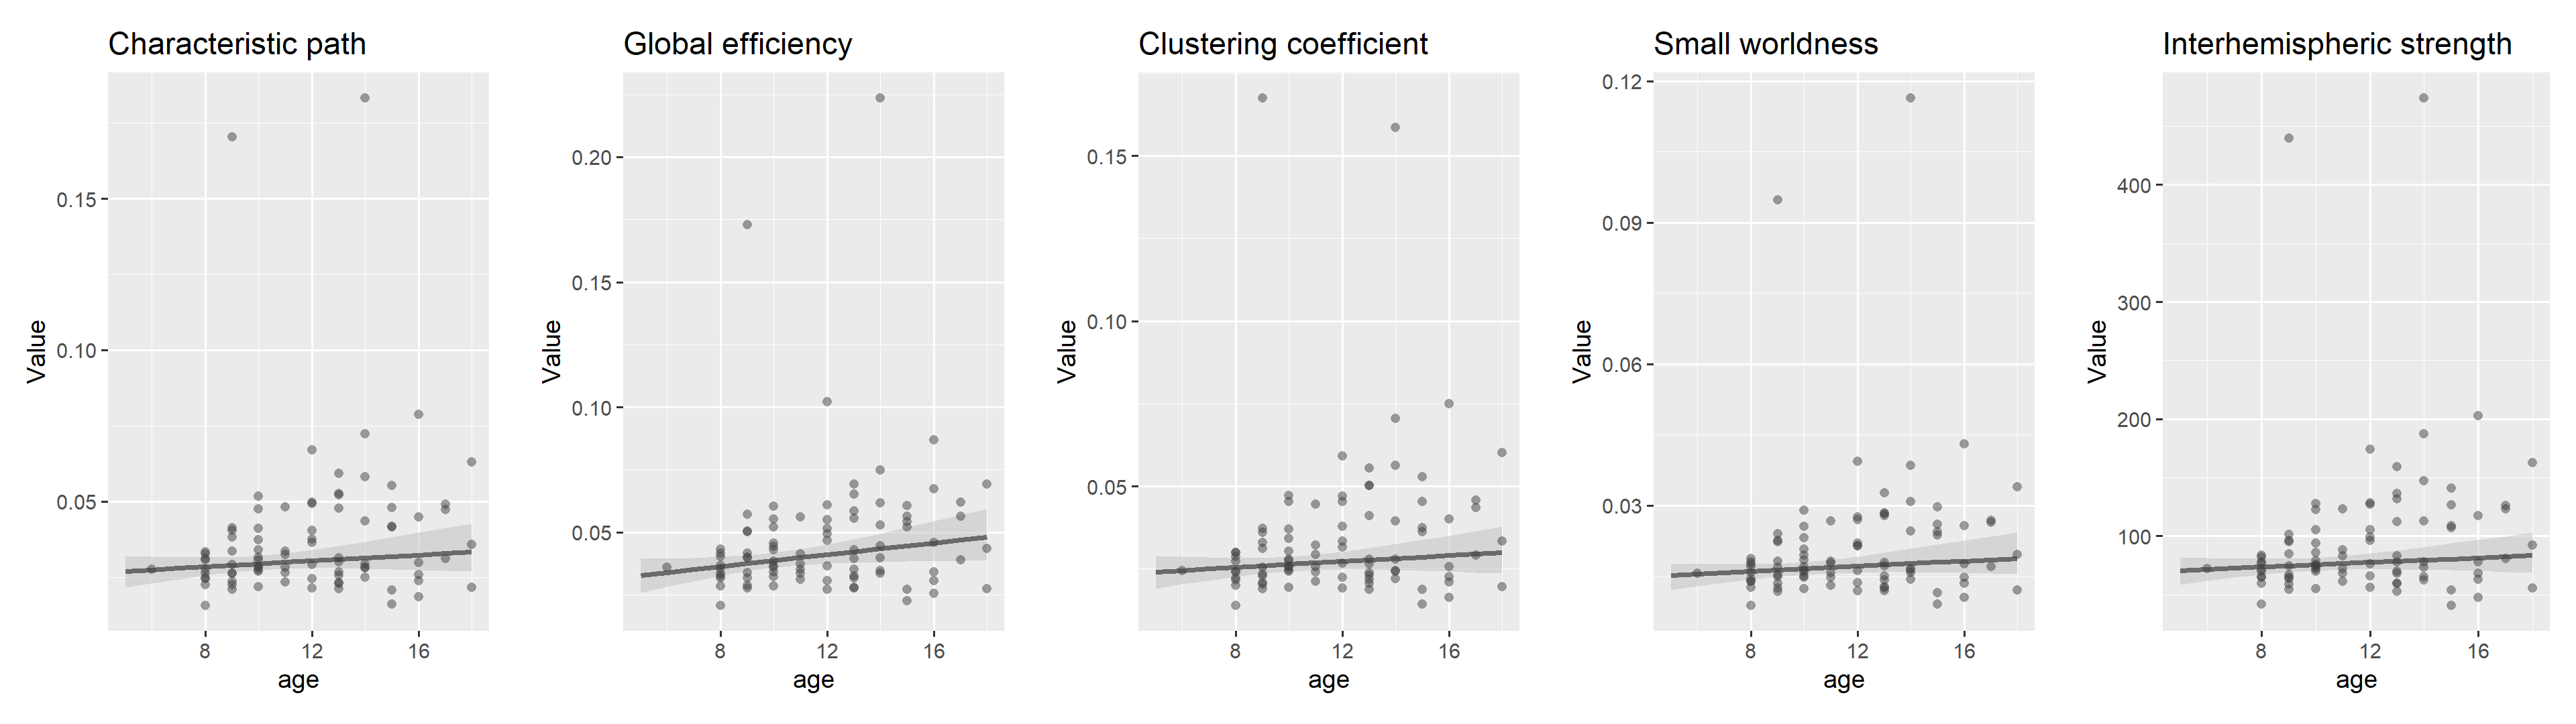 Characteristic path
Global efficiency
Clustering coefficient
Small worldness
Interhemispheric strength
Value
0.15
0.10
0.05
8
12
16
age
Value
0.20
0.15
0.10
0.05
8
12
16
age
Value
0.15
0.10
0.05
8
12
16
age
Value
0.12
0.09
0.06
0.03
8
12
16
age
Value
400
300
200
100
8
12
16
age